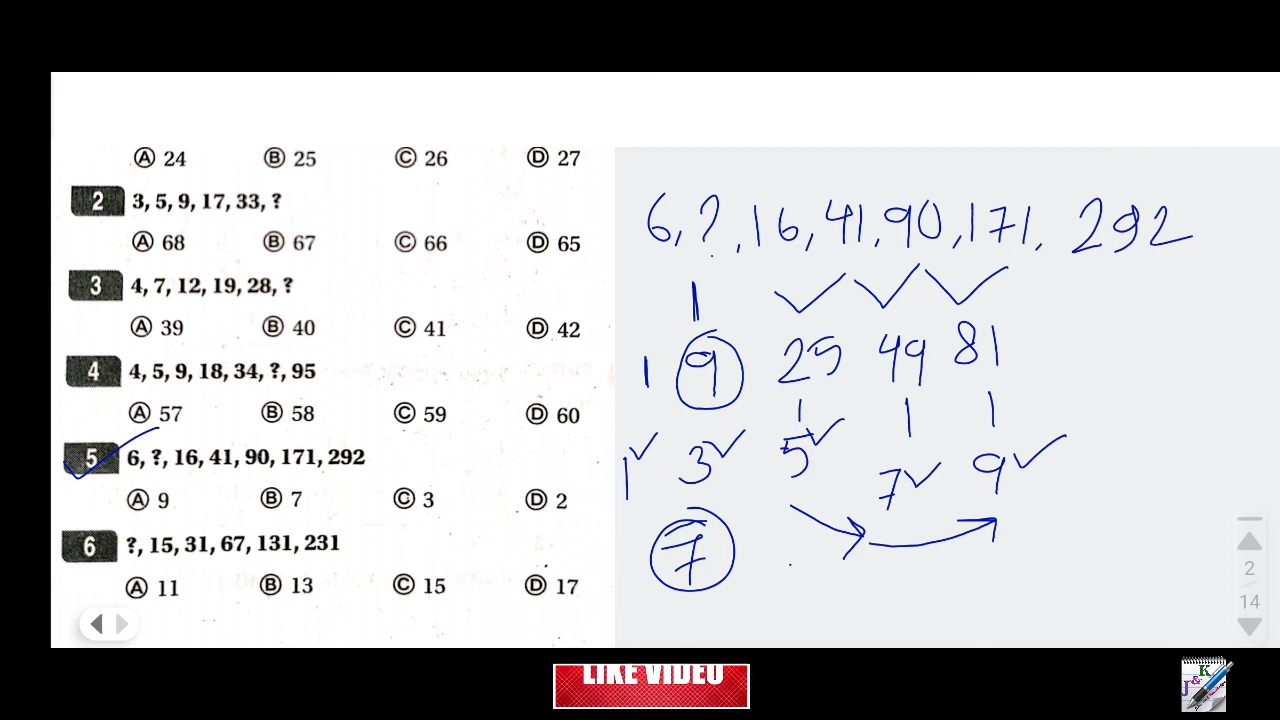 Ⓐ 24 Ⓑ 25 Ⓒ 26 Ⓓ 27
2 3, 5, 9, 17, 33, ?
Ⓐ 68 Ⓑ 67 Ⓒ 66 Ⓓ 65
3 4, 7, 12, 19, 28, ?
Ⓐ 39 Ⓑ 40 Ⓒ 41 Ⓓ 42
4 4, 5, 9, 18, 34, ?, 95
Ⓐ 57 Ⓑ 58 Ⓒ 59 Ⓓ 60
5 6, ?, 16, 41, 90, 171, 292
Ⓐ 9 Ⓑ 7 Ⓒ 3 Ⓓ 2
6 ?, 15, 31, 67, 131, 231
Ⓐ 11 Ⓑ 13 Ⓒ 15 Ⓓ 17
6, ?, 16, 41, 90, 171, 292
1 9 25 49 81
1 3 5 7 9
7
2
14
LIKE VIDEO
J&K